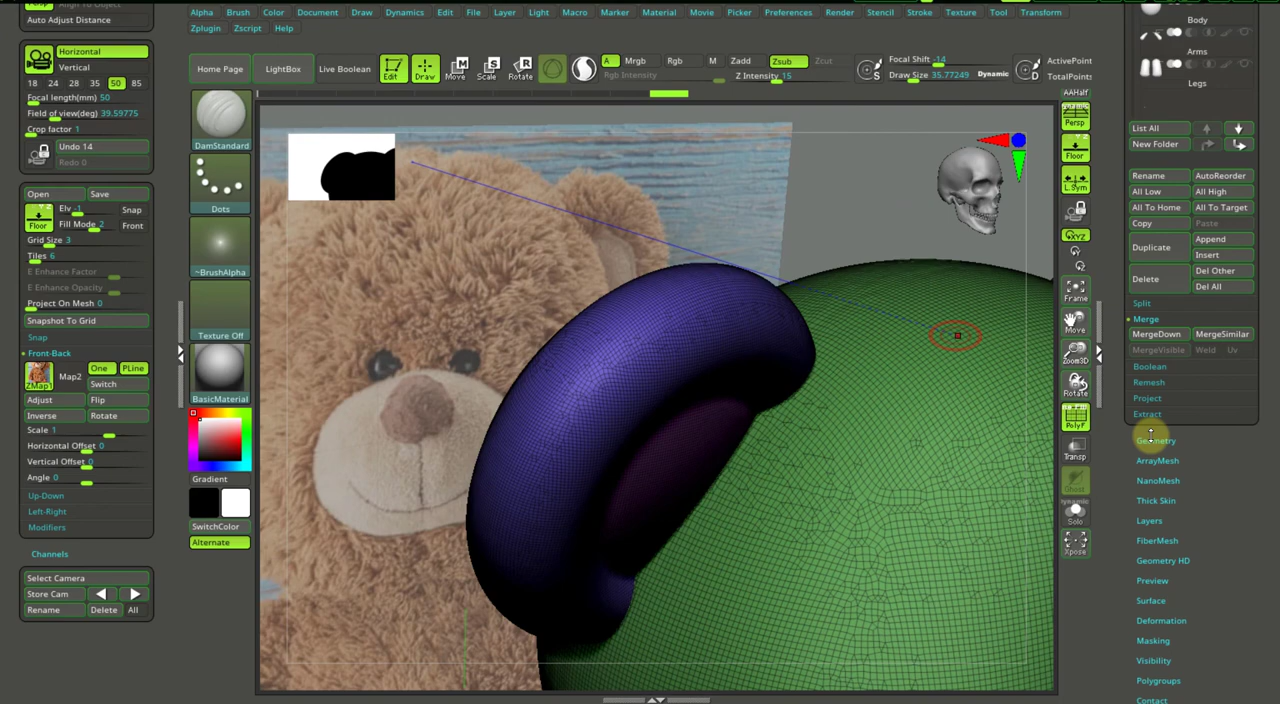 Alpha Brush Color Document Draw Dynamics Edit File Layer Light Macro Marker Material Movie Picker Preferences Render Stencil Stroke Texture Tool Transform
Zplugin Zscript Help
Auto Adjust Distance
Horizontal
Vertical
18 24 28 35 50 85
Focal length(mm) 50
Field of view(deg) 39.59775
Crop factor 1
Undo 14
Redo 0
Open Save
Floor
Elv -1
Snap
Fill Mode 2
Front
Grid Size 3
Tiles 6
E Enhance Factor
E Enhance Opacity
Project On Mesh 0
Snapshot To Grid
Snap
Front-Back
ZMap1
Map2
One PLine
Switch
Adjust Flip
Inverse Rotate
Scale 1
Horizontal Offset 0
Vertical Offset 0
Angle 0
Up-Down
Left-Right
Modifiers
Channels
Select Camera
Store Cam
Rename Delete All
Home Page
LightBox
Live Boolean
Edit
Draw
Move
Scale
Rotate
A Mrgb Rgb M Zadd Zsub Zcut
Rgb Intensity
Z Intensity 15
S
Focal Shift -14
Draw Size 35.77249 Dynamic
D
ActivePoint
TotalPoints
DamStandard
Dots
~BrushAlpha
Texture Off
BasicMaterial
Gradient
SwitchColor
Alternate
AAHalf
Persp
Floor
L.Sym
XYZ
Frame
Move
Zoom3D
Rotate
PolyF
Transp
Ghost
Solo
Xpose
Body
Arms
Legs
List All
New Folder
Rename AutoReorder
All Low All High
All To Home All To Target
Copy Paste
Duplicate
Append
Insert
Delete
Del Other
Del All
Split
Merge
MergeDown MergeSimilar
MergeVisible Weld Uv
Boolean
Remesh
Project
Extract
Geometry
ArrayMesh
NanoMesh
Thick Skin
Layers
FiberMesh
Geometry HD
Preview
Surface
Deformation
Masking
Visibility
Polygroups
Contact